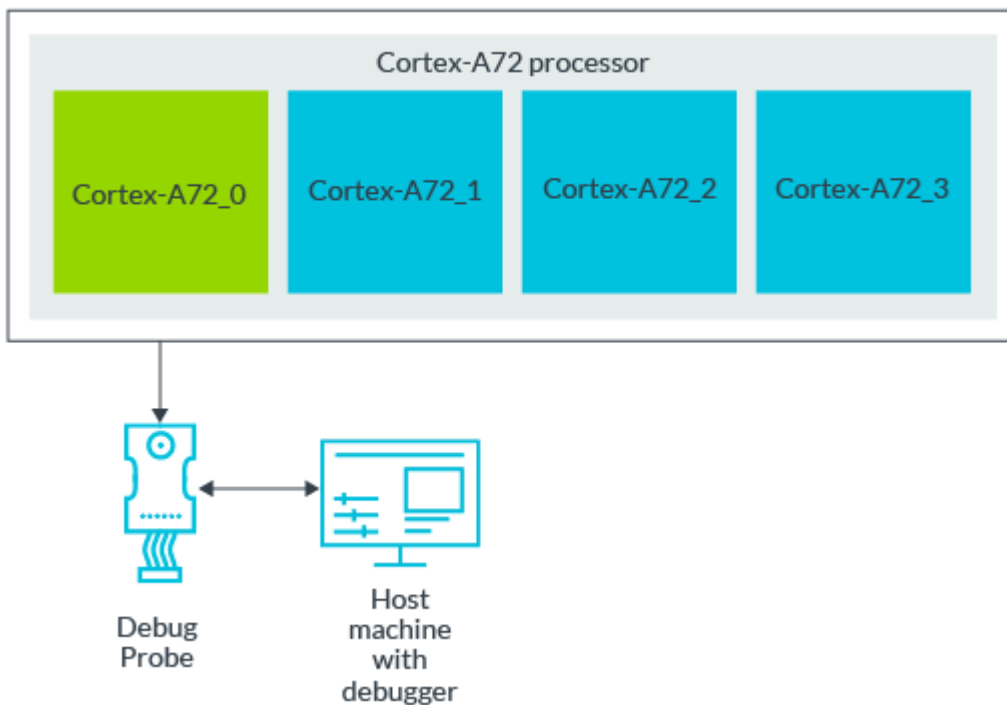 Cortex-A72 processor
Cortex-A72_0
Cortex-A72_1
Cortex-A72_2
Cortex-A72_3
Debug
Probe
Host
machine
with
debugger